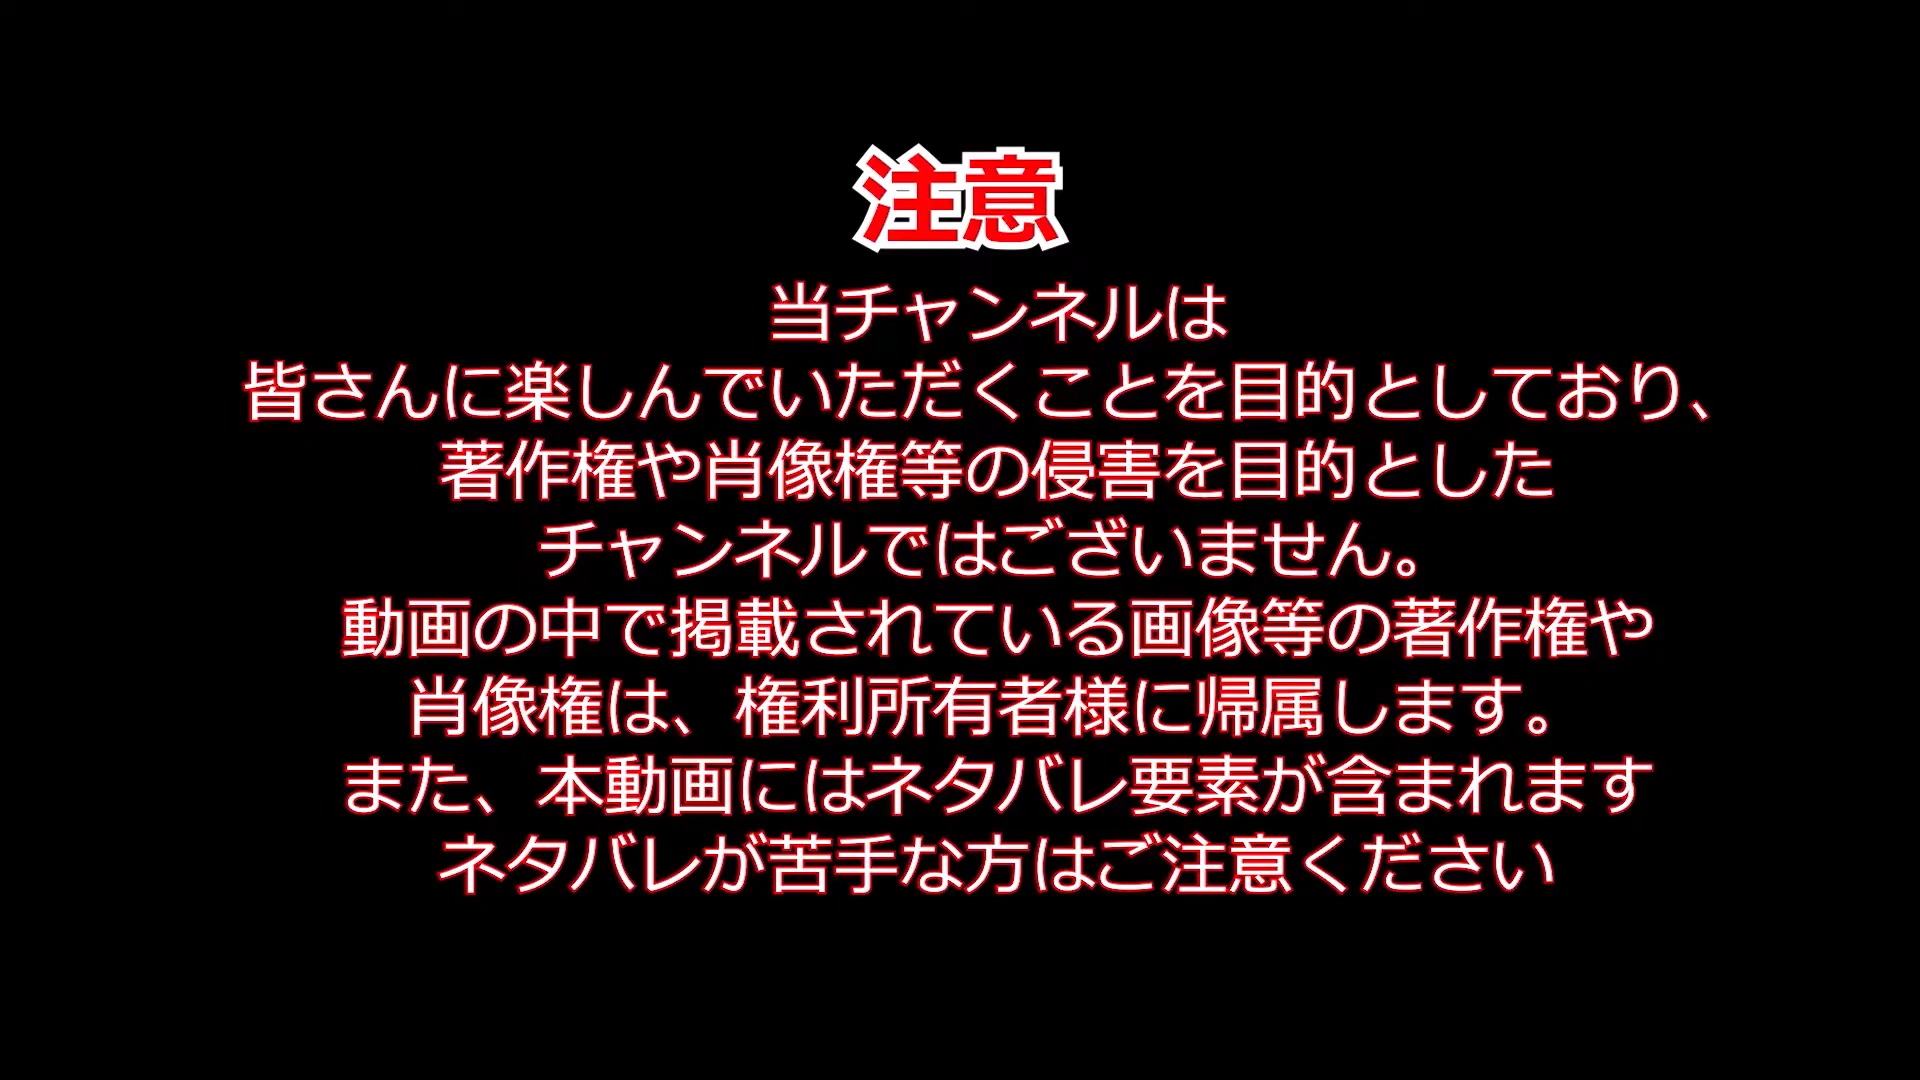 注意
当チャンネルは
皆さんに楽しんでいただくことを目的としており、
著作権や肖像権等の侵害を目的とした
チャンネルではございません。
動画の中で掲載されている画像等の著作権や
肖像権は、権利所有者様に帰属します。
また、本動画にはネタバレ要素が含まれます
ネタバレが苦手な方はご注意ください